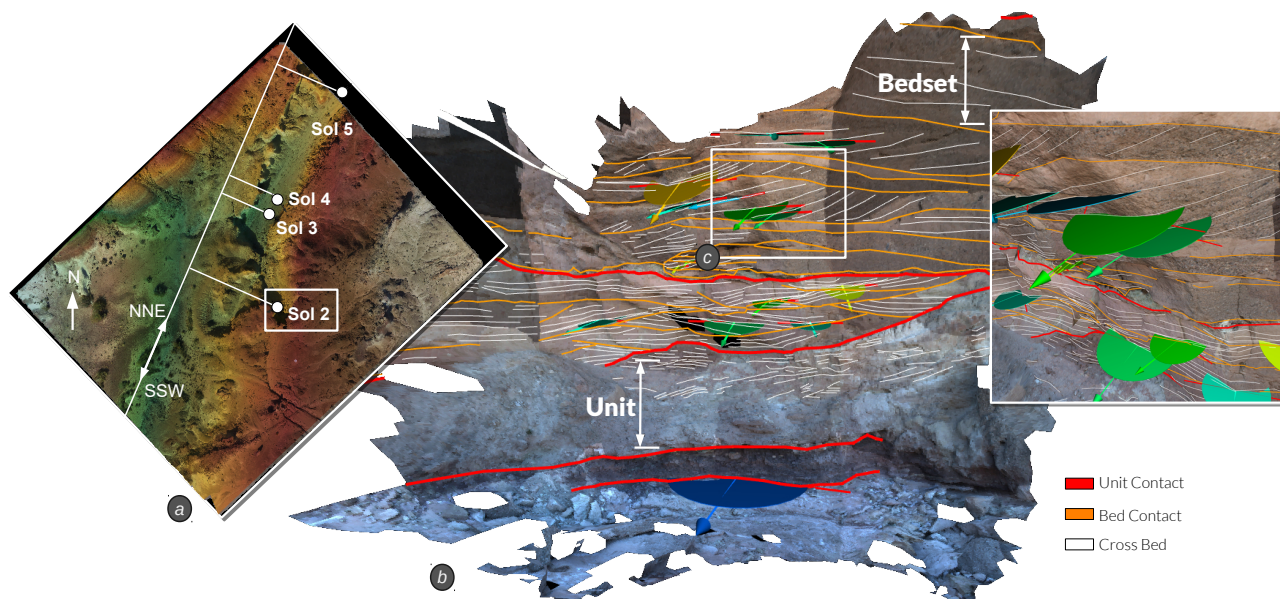 Sol 5
Sol 4
Sol 3
Sol 2
N
NNE
SSW
a
Bedset
c
Unit
b
Unit Contact
Bed Contact
Cross Bed